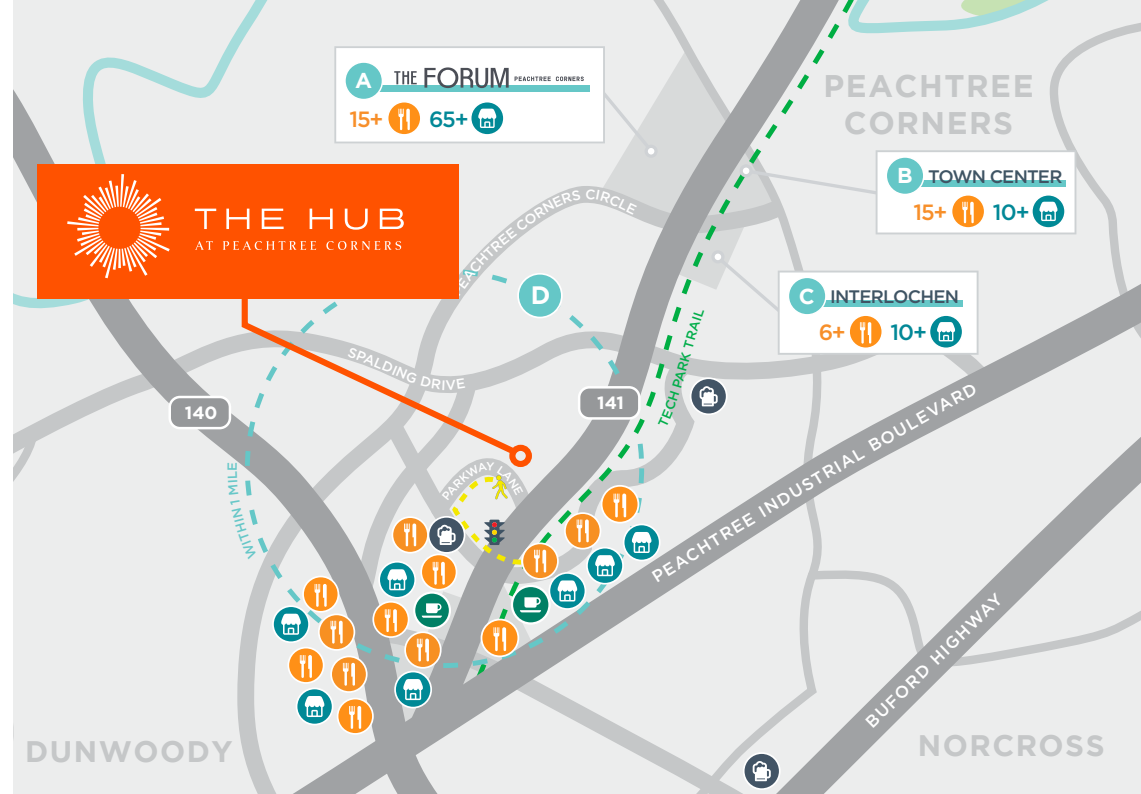 PEACHTREE
CORNERS
A
THE FORUM PEACHTREE CORNERS
15+ 65+
B
TOWN CENTER
15+ 10+
THE HUB
AT PEACHTREE CORNERS
PEACHTREE CORNERS CIRCLE
D
C
INTERLOCHEN
6+ 10+
SPALDING DRIVE
TECH PARK TRAIL
140
141
PEACHTREE INDUSTRIAL BOULEVARD
WITHIN 1 MILE
PARKWAY LANE
BUFORD HIGHWAY
DUNWOODY
NORCROSS